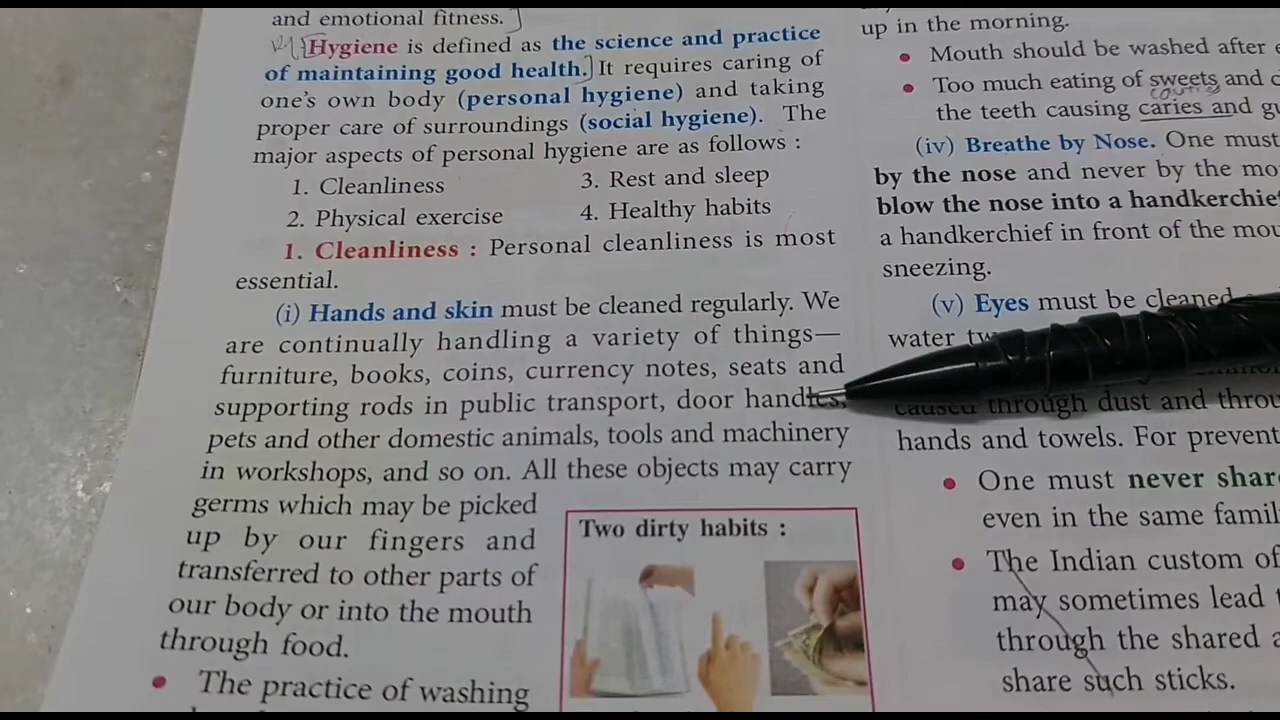 and emotional fitness.
Hygiene is defined as the science and practice
of maintaining good health. It requires caring of
one's own body (personal hygiene) and taking
proper care of surroundings (social hygiene). The
major aspects of personal hygiene are as follows :
1. Cleanliness
3. Rest and sleep
2. Physical exercise
4. Healthy habits
1. Cleanliness : Personal cleanliness is most
essential.
(i) Hands and skin must be cleaned regularly. We
are continually handling a variety of things—
furniture, books, coins, currency notes, seats and
supporting rods in public transport, door handles,
pets and other domestic animals, tools and machinery
in workshops, and so on. All these objects may carry
germs which may be picked
up by our fingers and
transferred to other parts of
our body or into the mouth
through food.
• The practice of washing
Two dirty habits :
up in the morning.
• Mouth should be washed after
• Too much eating of sweets and
cavities
the teeth causing caries and
(iv) Breathe by Nose. One must
by the nose and never by the
blow the nose into a
a handkerchief in front of the
sneezing.
(v) Eyes must be cleaned
water
caused through dust and
hands and towels. For
• One must never
even in the same
• The Indian custom of
may sometimes lead
through the shared
share such sticks.